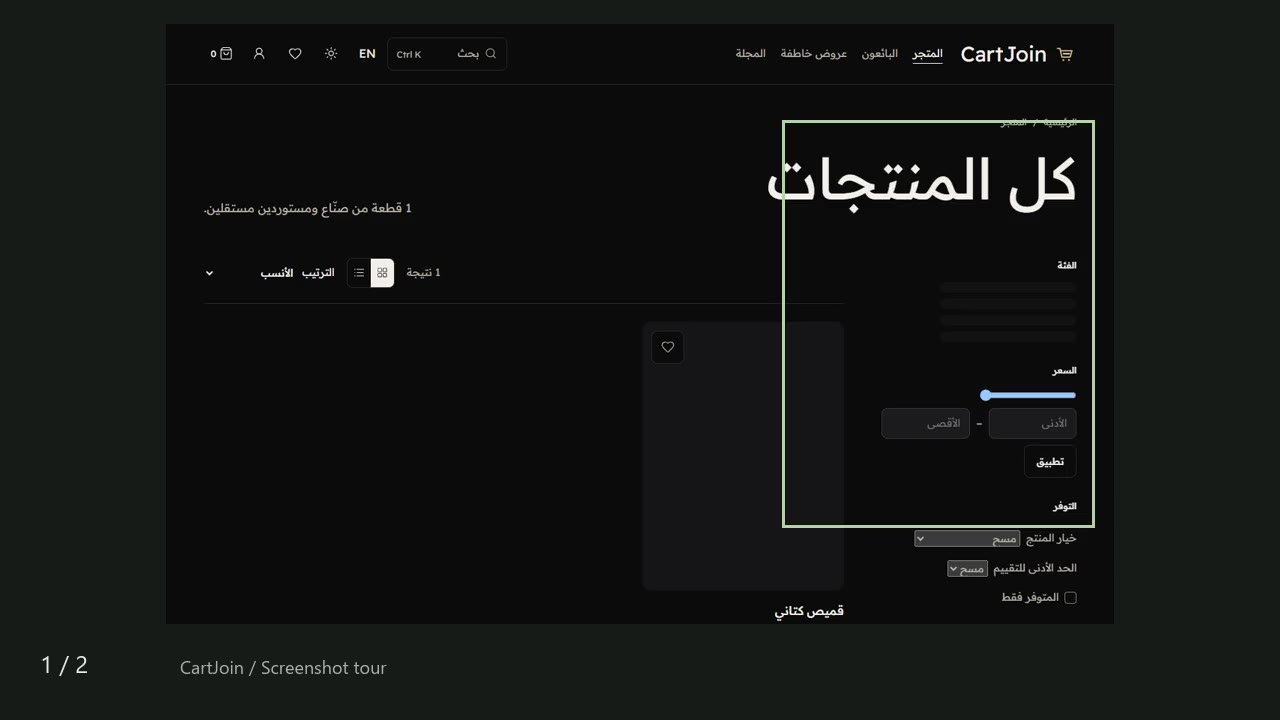 CartJoin المتجر البائعون عروض خاطفة المجلة
بحث Ctrl K EN 0
الرئيسية / المتجر
كل المنتجات
1 قطعة من صنّاع ومستوردين مستقلين.
1 نتيجة الترتيب الأنسب
الفئة
السعر
الأدنى – الأقصى
تطبيق
التوفر
خيار المنتج مسح
الحد الأدنى للتقييم مسح
المتوفر فقط
قميص كتاني
1 / 2 CartJoin / Screenshot tour